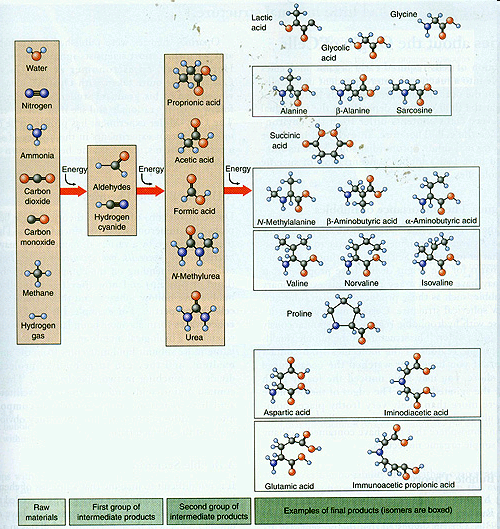 Lactic
acid
Glycine
Glycolic
acid
Water
Nitrogen
Ammonia
Carbon
dioxide
Carbon
monoxide
Methane
Hydrogen
gas
Energy
Aldehydes
Hydrogen
cyanide
Energy
Proprionic acid
Acetic acid
Formic acid
N-Methylurea
Urea
Energy
Alanine
β-Alanine
Sarcosine
Succinic
acid
N-Methylalanine
β-Aminobutyric acid
α-Aminobutyric acid
Valine
Norvaline
Isovaline
Proline
Aspartic acid
Iminodiacetic acid
Glutamic acid
Immunoacetic propionic acid
Raw
materials
First group of
intermediate products
Second group of
intermediate products
Examples of final products (isomers are boxed)